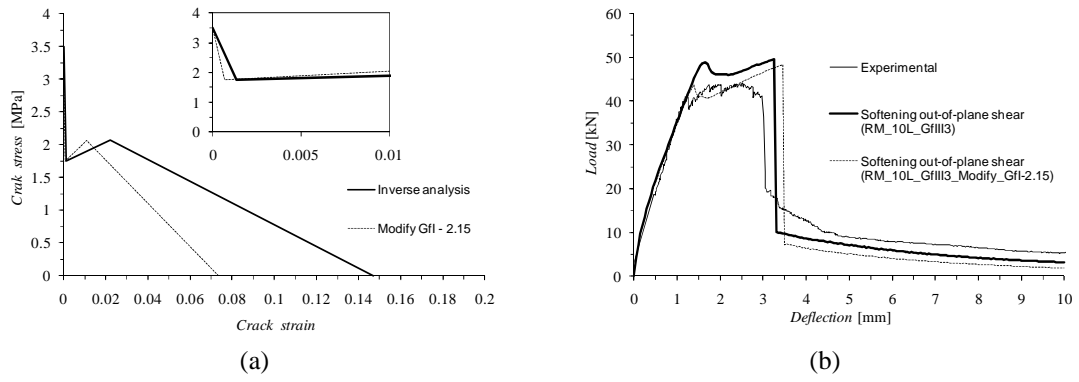 4
3.5
3
2.5
2
1.5
1
0.5
0
Crak stress [MPa]
0 0.02 0.04 0.06 0.08 0.1 0.12 0.14 0.16 0.18 0.2
Crack strain
4
3
2
1
0
0 0.005 0.01
Inverse analysis
Modify GfI - 2.15
(a)
60
50
40
30
20
10
0
Load [kN]
0 1 2 3 4 5 6 7 8 9 10
Deflection [mm]
Experimental
Softening out-of-plane shear
(RM_10L_GfIII3)
Softening out-of-plane shear
(RM_10L_GfIII3_Modify_GfI-2.15)
(b)